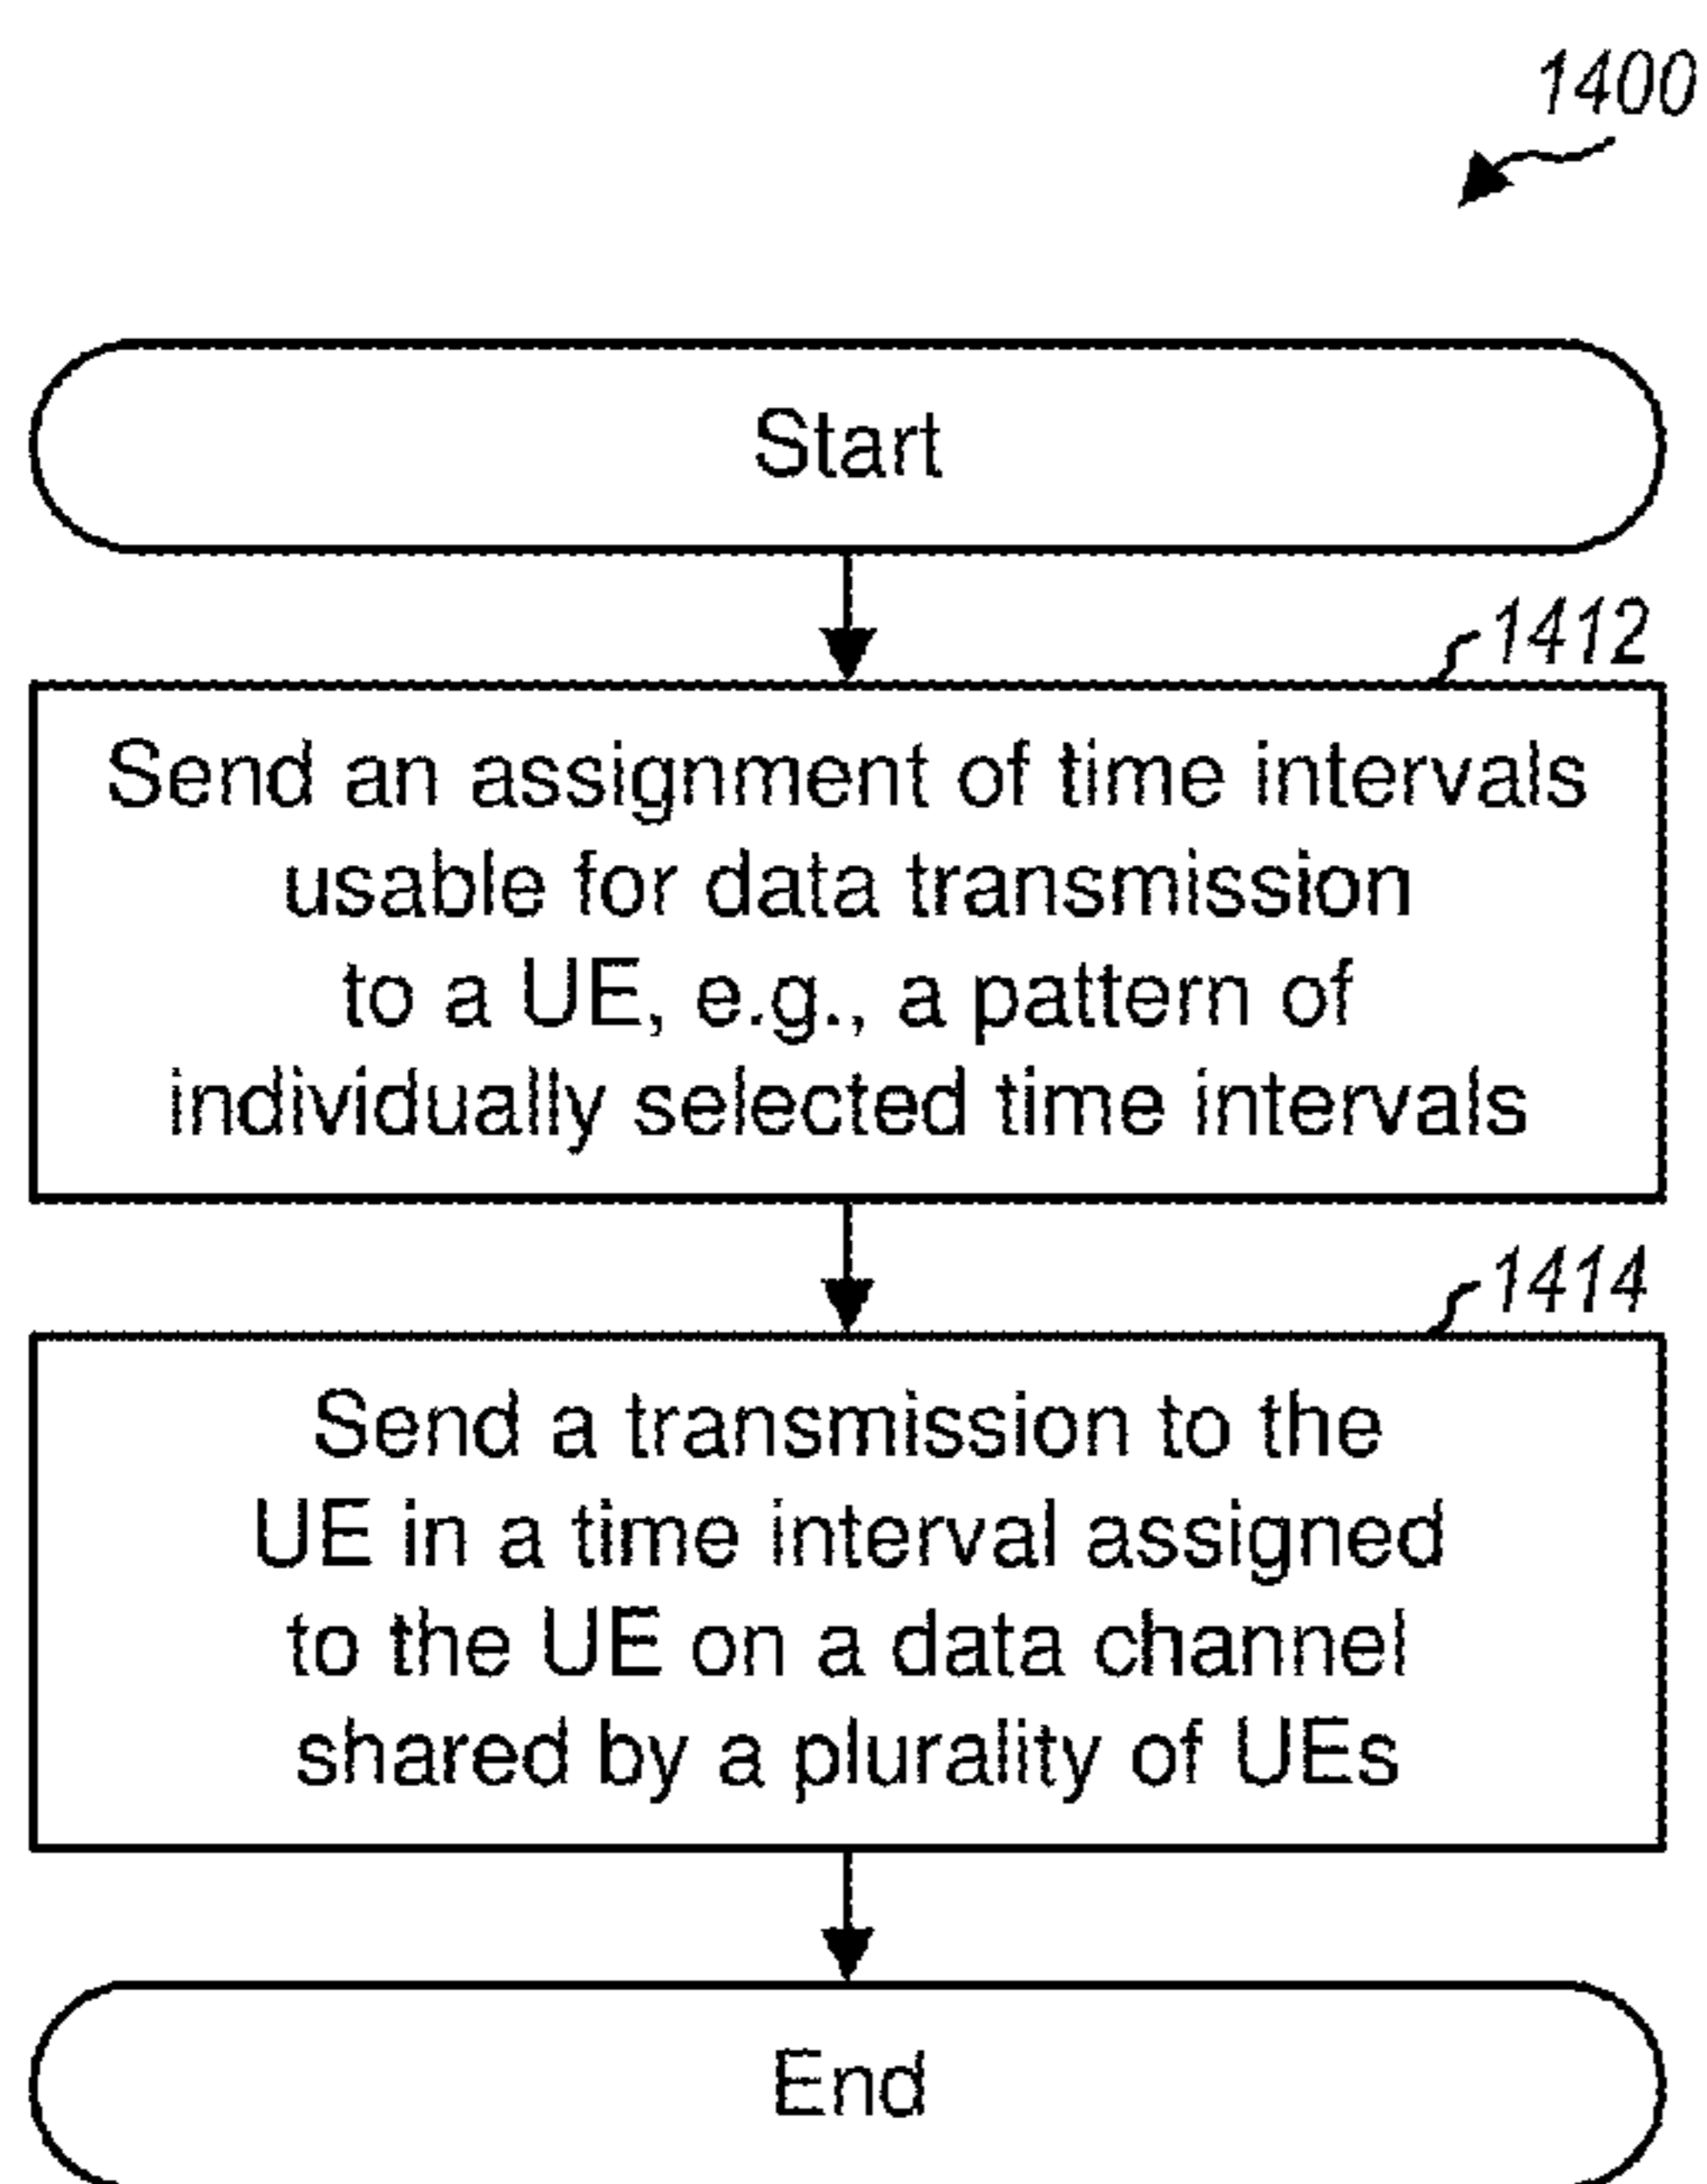 1400
Start
1412
Send an assignment of time intervals
usable for data transmission
to a UE, e.g., a pattern of
individually selected time intervals
1414
Send a transmission to the
UE in a time interval assigned
to the UE on a data channel
shared by a plurality of UEs
End